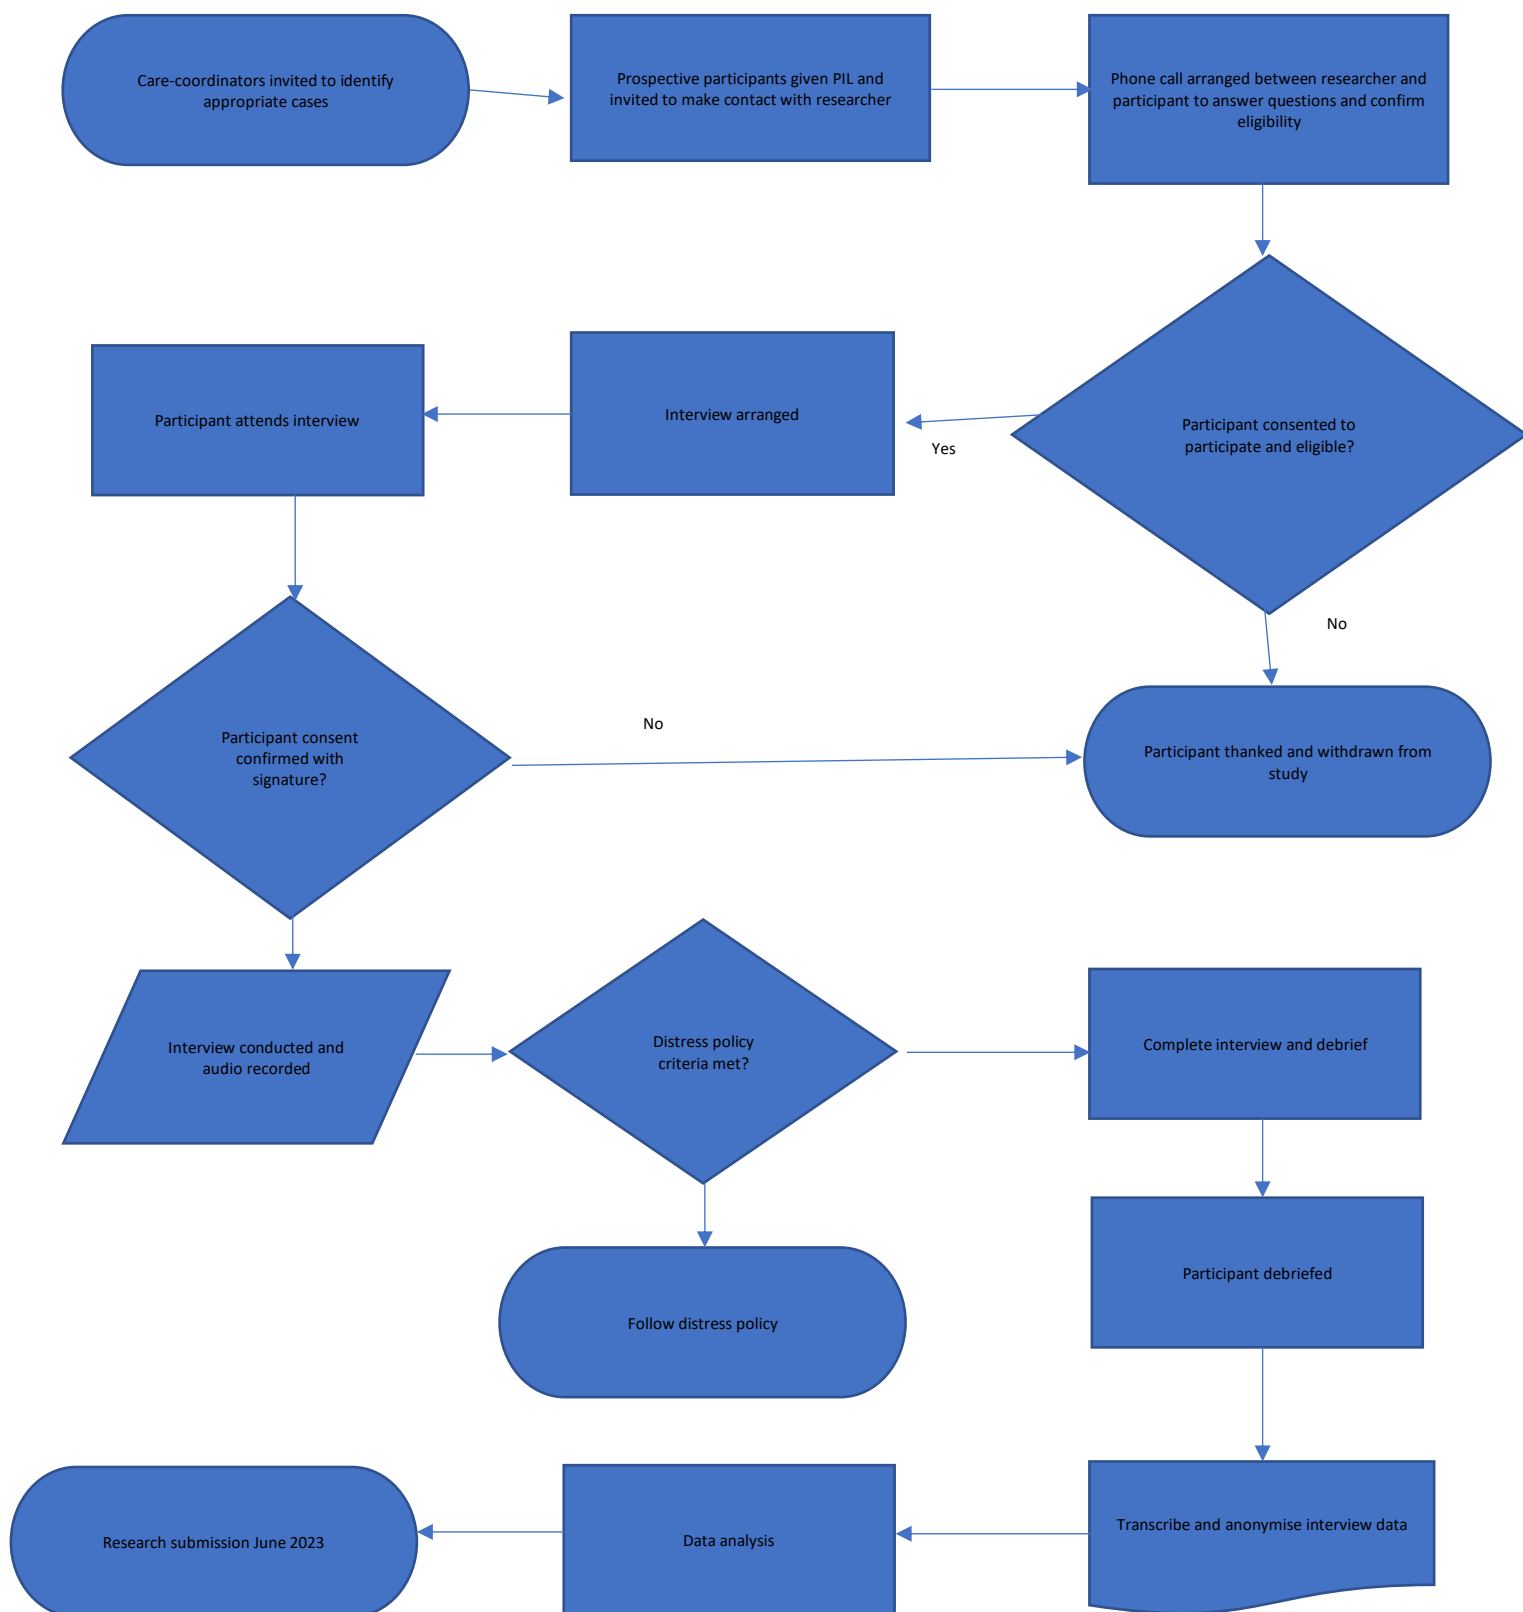 Care-coordinators invited to identify
appropriate cases
Prospective participants given PIL and
invited to make contact with researcher
Phone call arranged between researcher and
participant to answer questions and confirm
eligibility
Participant consented to
participate and eligible?
Yes
No
Interview arranged
Participant attends interview
Participant consent
confirmed with
signature?
No
Participant thanked and withdrawn from
study
Interview conducted and
audio recorded
Distress policy
criteria met?
Complete interview and debrief
Follow distress policy
Participant debriefed
Transcribe and anonymise interview data
Data analysis
Research submission June 2023